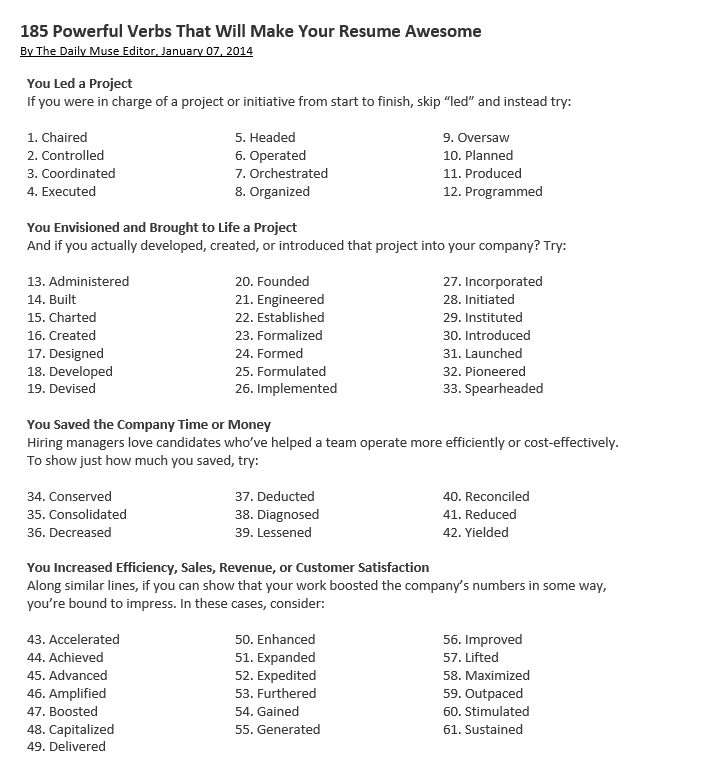 185 Powerful Verbs That Will Make Your Resume Awesome
By The Daily Muse Editor, January 07, 2014
You Led a Project
If you were in charge of a project or initiative from start to finish, skip “led” and instead try:
1. Chaired
2. Controlled
3. Coordinated
4. Executed
5. Headed
6. Operated
7. Orchestrated
8. Organized
9. Oversaw
10. Planned
11. Produced
12. Programmed
You Envisioned and Brought to Life a Project
And if you actually developed, created, or introduced that project into your company? Try:
13. Administered
14. Built
15. Charted
16. Created
17. Designed
18. Developed
19. Devised
20. Founded
21. Engineered
22. Established
23. Formalized
24. Formed
25. Formulated
26. Implemented
27. Incorporated
28. Initiated
29. Instituted
30. Introduced
31. Launched
32. Pioneered
33. Spearheaded
You Saved the Company Time or Money
Hiring managers love candidates who’ve helped a team operate more efficiently or cost-effectively.
To show just how much you saved, try:
34. Conserved
35. Consolidated
36. Decreased
37. Deducted
38. Diagnosed
39. Lessened
40. Reconciled
41. Reduced
42. Yielded
You Increased Efficiency, Sales, Revenue, or Customer Satisfaction
Along similar lines, if you can show that your work boosted the company’s numbers in some way,
you’re bound to impress. In these cases, consider:
43. Accelerated
44. Achieved
45. Advanced
46. Amplified
47. Boosted
48. Capitalized
49. Delivered
50. Enhanced
51. Expanded
52. Expedited
53. Furthered
54. Gained
55. Generated
56. Improved
57. Lifted
58. Maximized
59. Outpaced
60. Stimulated
61. Sustained